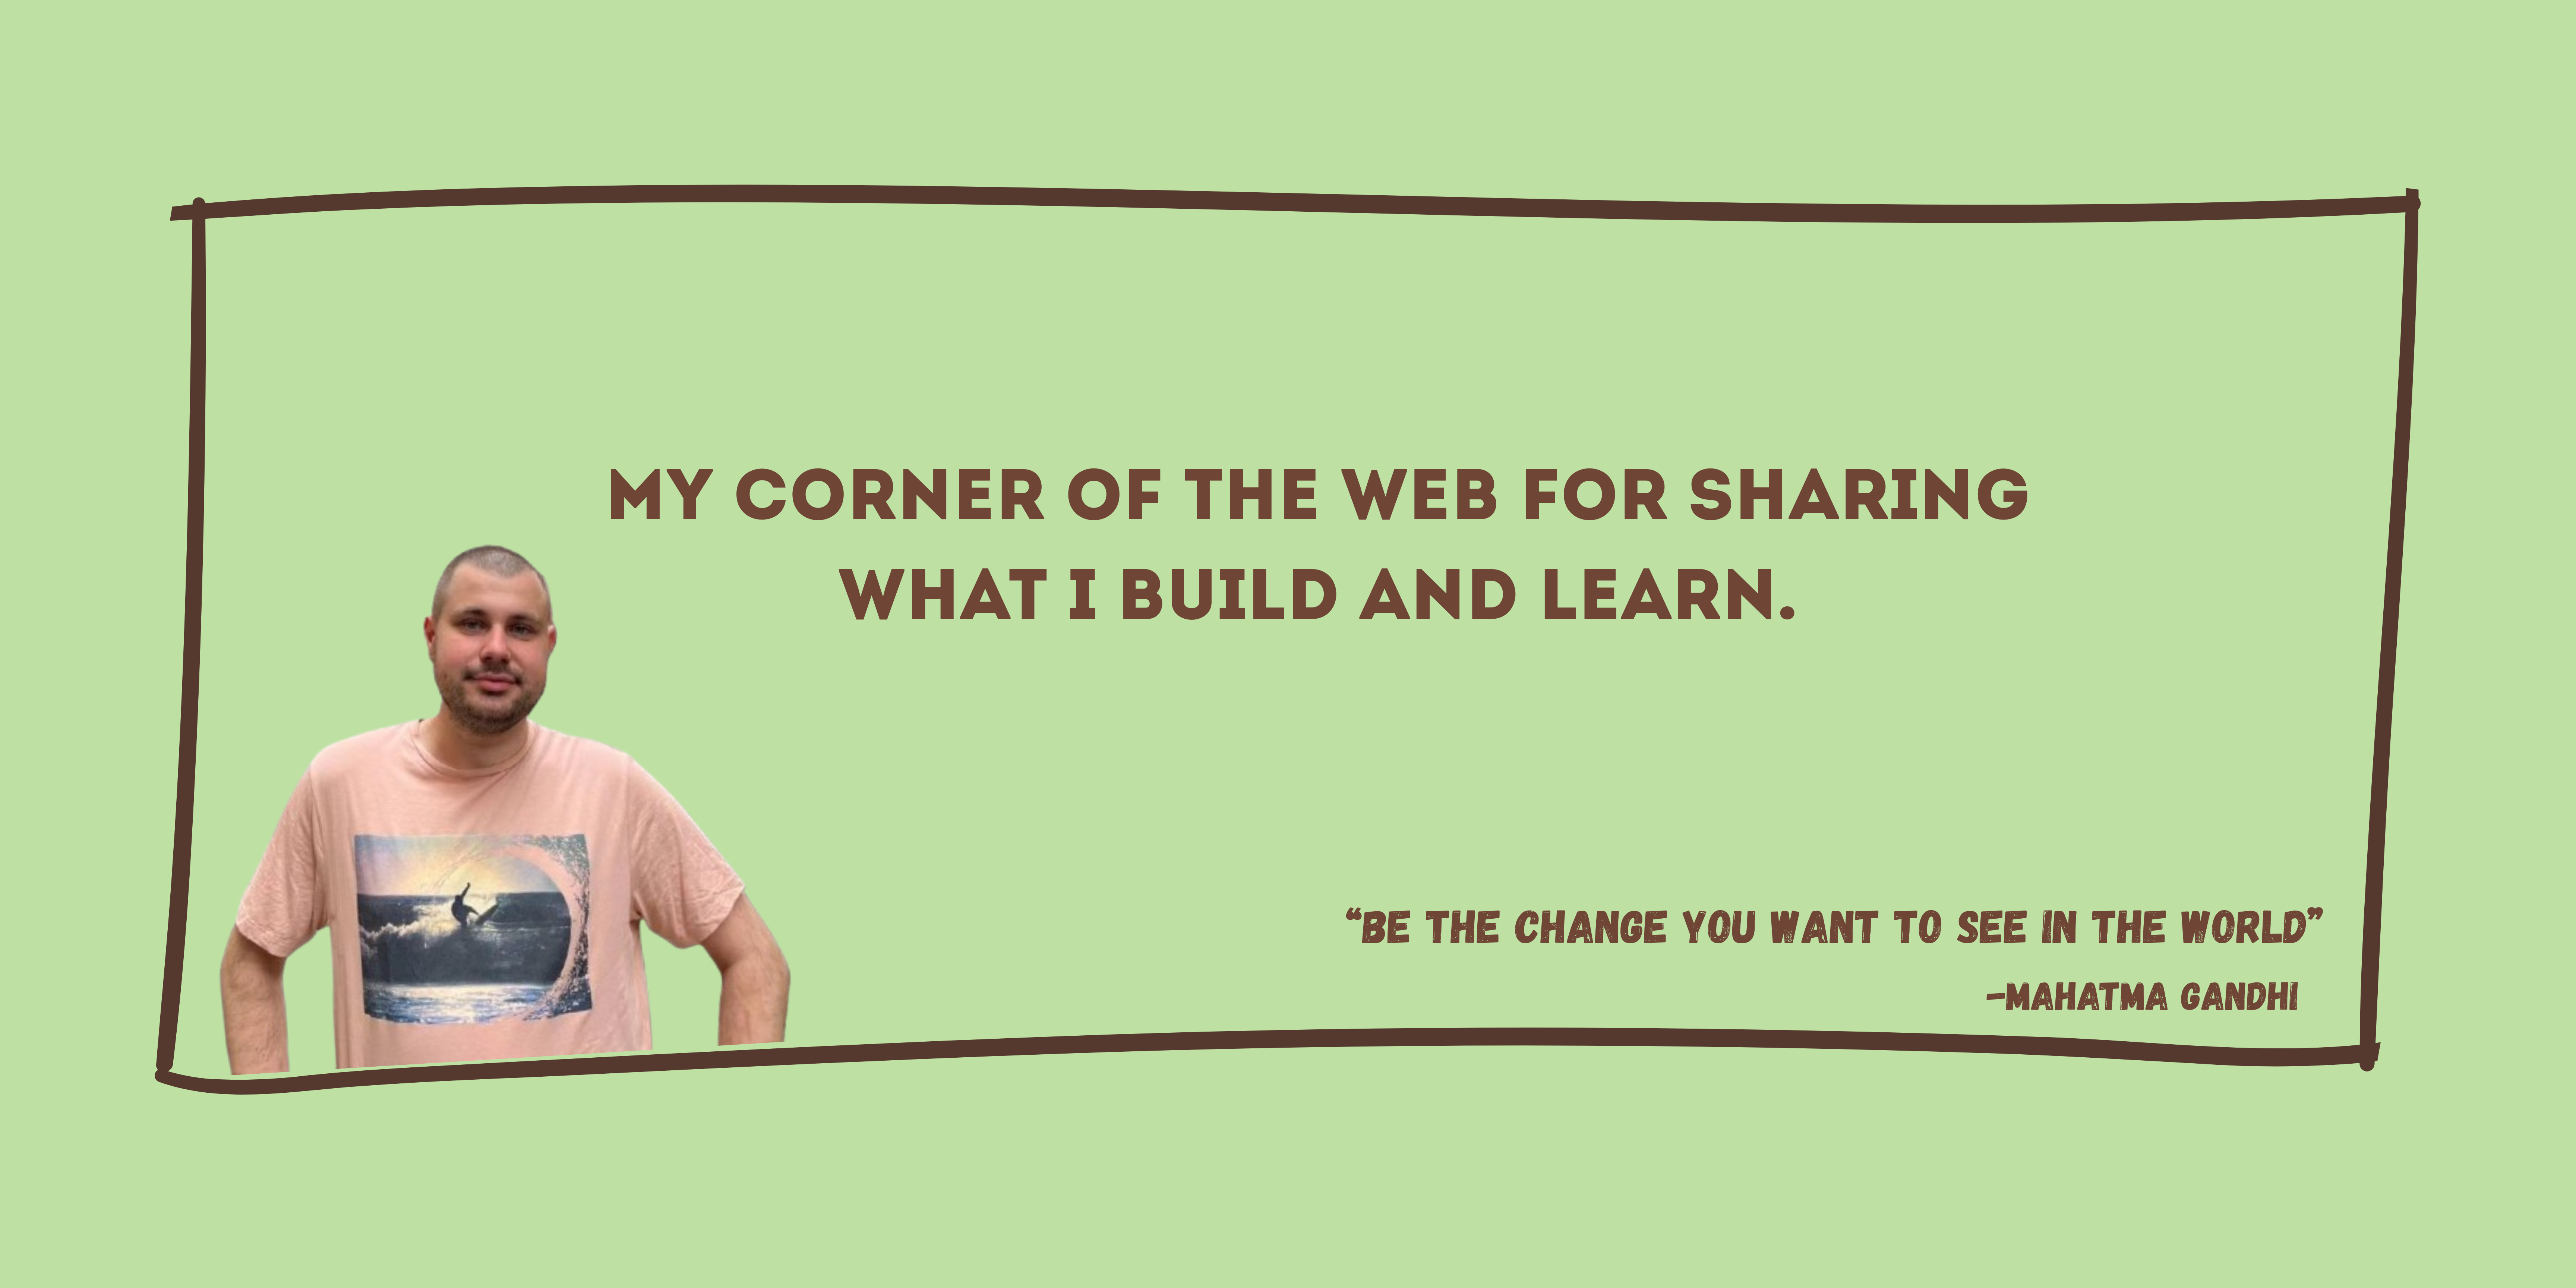 MY CORNER OF THE WEB FOR SHARING
WHAT I BUILD AND LEARN.
“BE THE CHANGE YOU WANT TO SEE IN THE WORLD”
–MAHATMA GANDHI